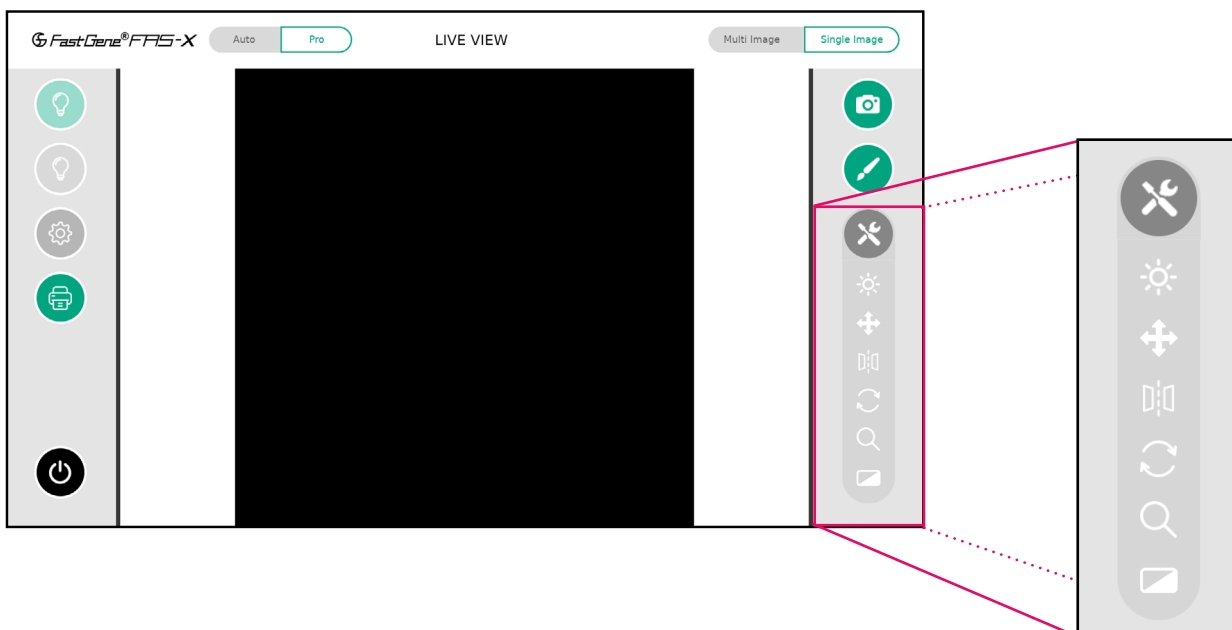 FastGene® FAS-X
Auto
Pro
LIVE VIEW
Multi Image
Single Image